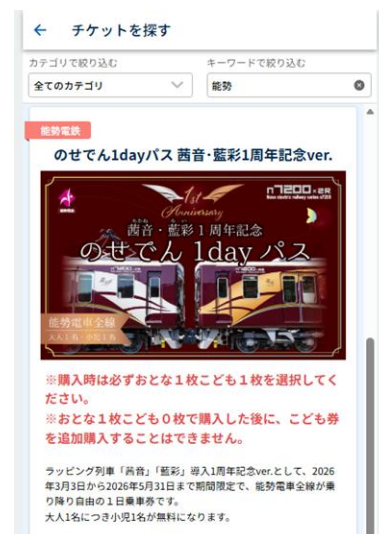 ← チケットを探す
カテゴリで絞り込む
キーワードで絞り込む
全てのカテゴリ
能勢
能勢電鉄
のせでん1dayパス 茜音･藍彩1周年記念ver.
1st
Anniversary
n7200×茜音
能勢電鉄
あかね あい
茜音・藍彩1周年記念
のせでん 1day パス
能勢電車全線
大人1名・小児1名
※購入時は必ずおとな１枚こども１枚を選択してく
ださい。
※おとな１枚こども０枚で購入した後に、こども券
を追加購入することはできません。
ラッピング列車「茜音」「藍彩」導入1周年記念ver.として、2026
年3月3日から2026年5月31日まで期間限定で、能勢電車全線が乗
り降り自由の１日乗車券です。
大人1名につき小児1名が無料になります。